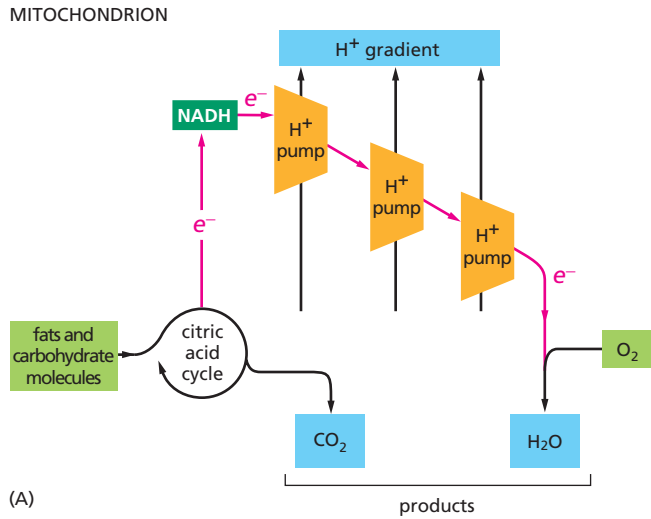 MITOCHONDRION
H⁺ gradient
e⁻
NADH
H⁺
pump
H⁺
pump
e⁻
H⁺
pump
e⁻
fats and
carbohydrate
molecules
citric
acid
cycle
O₂
CO₂
H₂O
(A)
products